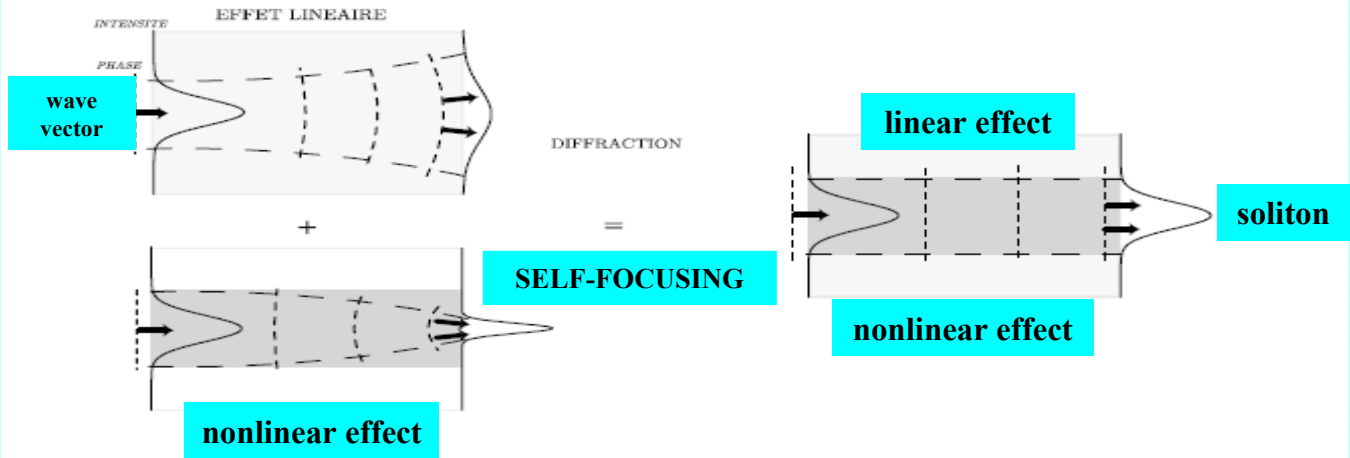 EFFET LINEAIRE
INTENSITE
PHASE
wave
vector
DIFFRACTION
+
=
SELF-FOCUSING
nonlinear effect
linear effect
soliton
nonlinear effect